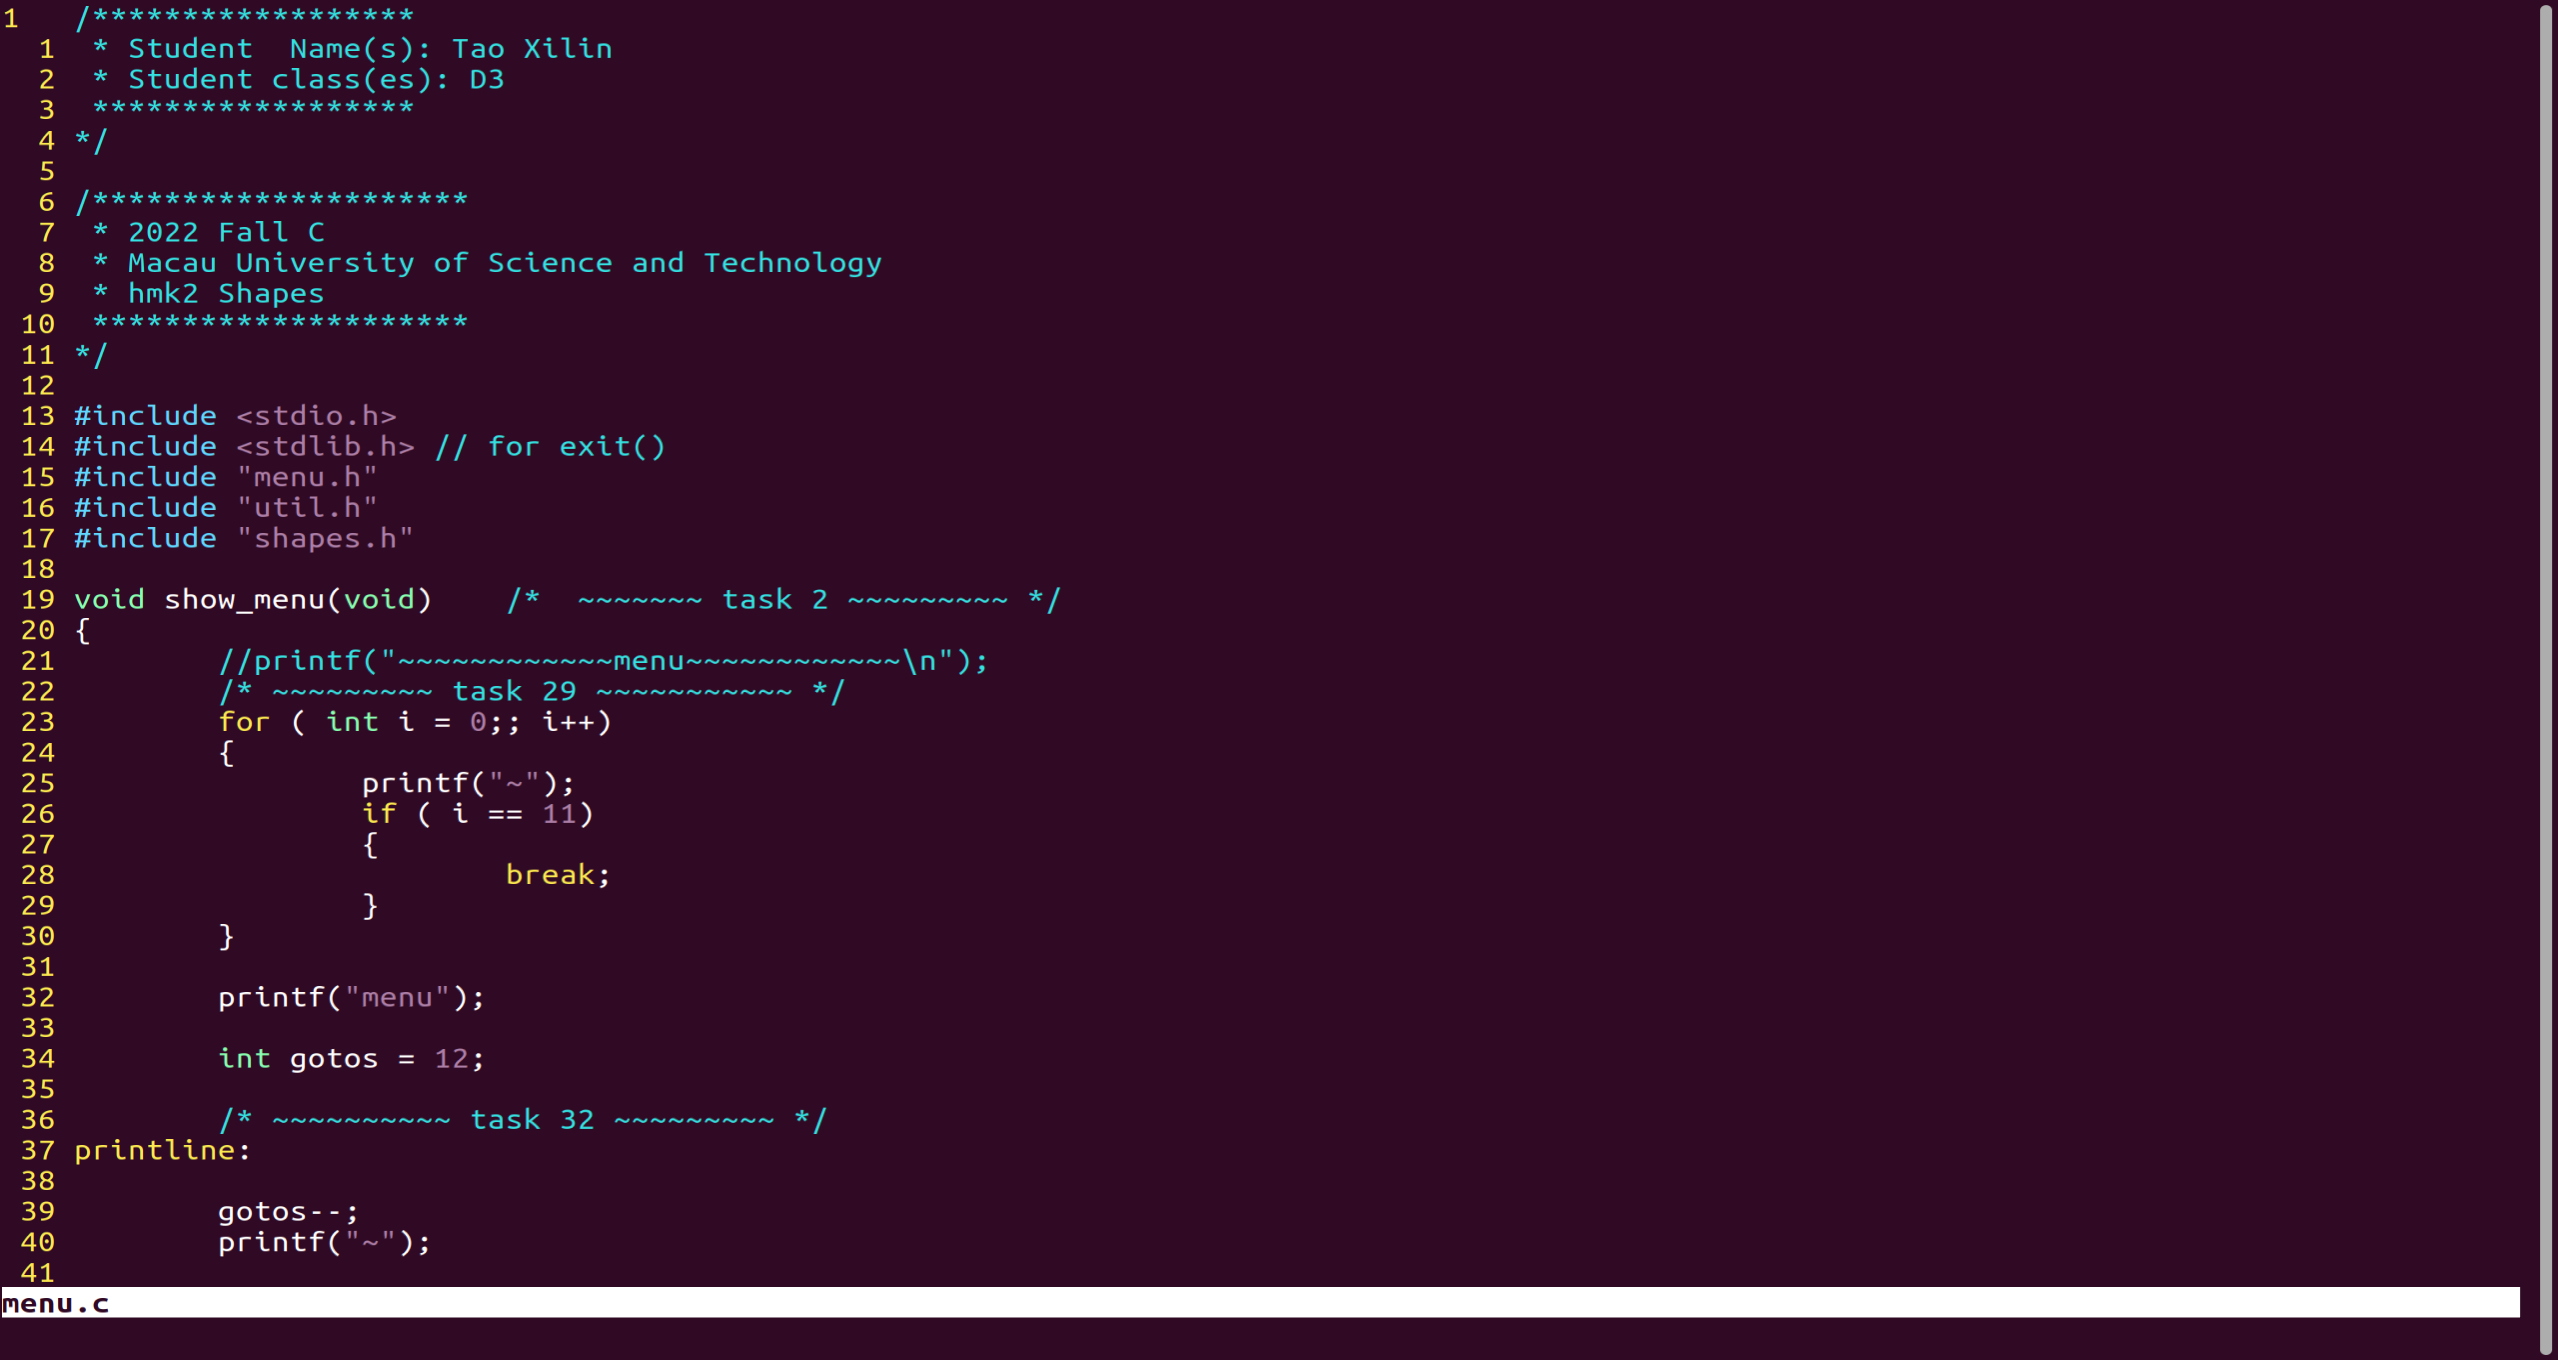 1   /******************
  1  * Student  Name(s): Tao Xilin
  2  * Student class(es): D3
  3  ******************
  4 */
  5
  6 /*********************
  7  * 2022 Fall C
  8  * Macau University of Science and Technology
  9  * hmk2 Shapes
 10  *********************
 11 */
 12
 13 #include <stdio.h>
 14 #include <stdlib.h> // for exit()
 15 #include "menu.h"
 16 #include "util.h"
 17 #include "shapes.h"
 18
 19 void show_menu(void)    /*  ~~~~~~~ task 2 ~~~~~~~~~ */
 20 {
 21         //printf("~~~~~~~~~~~~menu~~~~~~~~~~~~\n");
 22         /* ~~~~~~~~~ task 29 ~~~~~~~~~~~ */
 23         for ( int i = 0;; i++)
 24         {
 25                 printf("~");
 26                 if ( i == 11)
 27                 {
 28                         break;
 29                 }
 30         }
 31
 32         printf("menu");
 33
 34         int gotos = 12;
 35
 36         /* ~~~~~~~~~~ task 32 ~~~~~~~~~ */
 37 printline:
 38
 39         gotos--;
 40         printf("~");
 41
menu.c